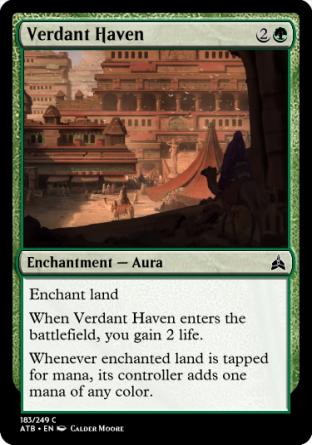 Verdant Haven 2
Enchantment — Aura
Enchant land
When Verdant Haven enters the
battlefield, you gain 2 life.
Whenever enchanted land is tapped
for mana, its controller adds one
mana of any color.
183/249 C
ATB • EN Calder Moore